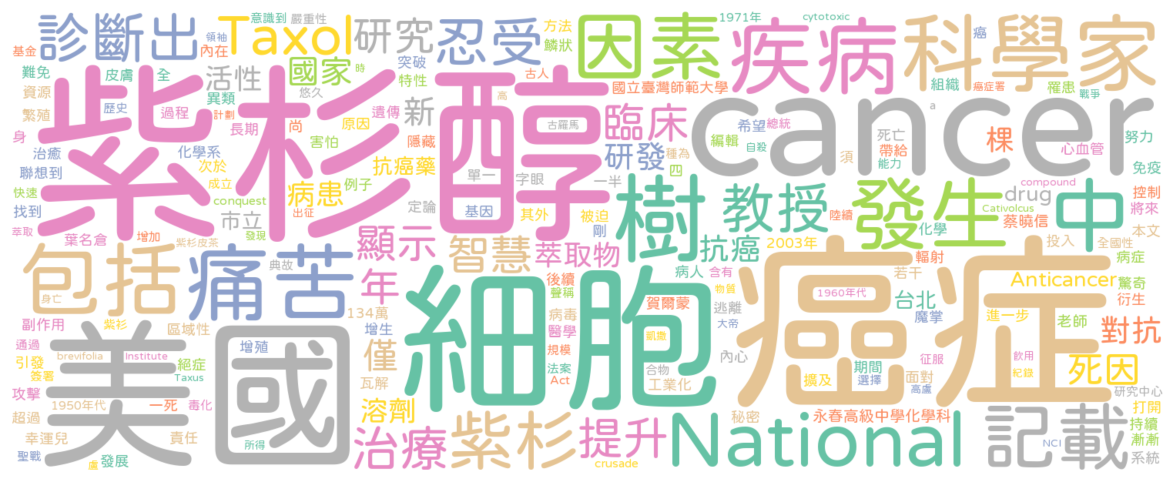 診斷出
意識到
領袖
嚴重性
基金
內在
Taxol
研究
忍受
方法
鱗狀
突破
特性
古人
因素
1971年
cytotoxic
疾病
科學家
癌
難免
皮膚
全
活性
國家
時
悠久
資源
異類
計劃
繁殖
歷史
過程
遺傳
新
高
國立臺灣師範大學
組織
癌症署
罹患
戰爭
紫杉醇
cancer
a
身
長期
尚
原因
隱藏
古羅馬
臨床
編輯
希望
總統
自殺
死亡
帶給
能力
棵
努力
心血管
治癒
化學系
害怕
抗癌藥
研發
單一
種為
四
須
免疫
聯想到
次於
病患
例子
字眼
一半
快速
成立
找到
conquest
市立
出征
定論
基因
其外
被迫
剛
樹
教授
陸續
發生
中
drug
compound
Cativolcus
蔡曉信
控制
將來
化學
本文
萃取
葉名倉
增加
紫杉皮茶
發現
顯示
智慧
萃取物
抗癌
2003年
投入
全國性
包括
痛苦
典故
年
後續
聲稱
病人
含有
若干
輻射
病症
驚奇
Anticancer
衍生
身亡
細胞
癌症
物質
逃離
1960年代
台北
魔掌
進一步
老師
對抗
134萬
病毒
賀爾蒙
大帝
副作用
紫杉
區域性
增生
醫學
凱撒
征服
飲用
通過
美國
僅
規模
內心
期間
死因
brevifolia
Institute
增殖
瓦解
法案
合物
選擇
面對
紀錄
引發
簽署
絕症
Taxus
Act
工業化
擴及
高盧
研究中心
攻擊
1950年代
一死
毒化
溶劑
秘密
永春高級中學化學科
打開
超過
持續
幸運兒
責任
治療
紫杉
提升
National
記載
漸漸
聖戰
盧
發展
所得
crusade
NCI
系統